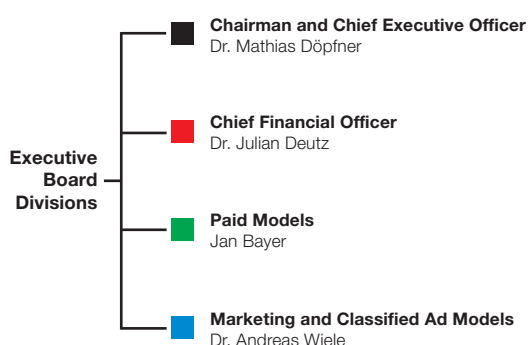 Chairman and Chief Executive Officer
Dr. Mathias Döpfner
Chief Financial Officer
Dr. Julian Deutz
Executive
Board
Divisions
Paid Models
Jan Bayer
Marketing and Classified Ad Models
Dr. Andreas Wiele